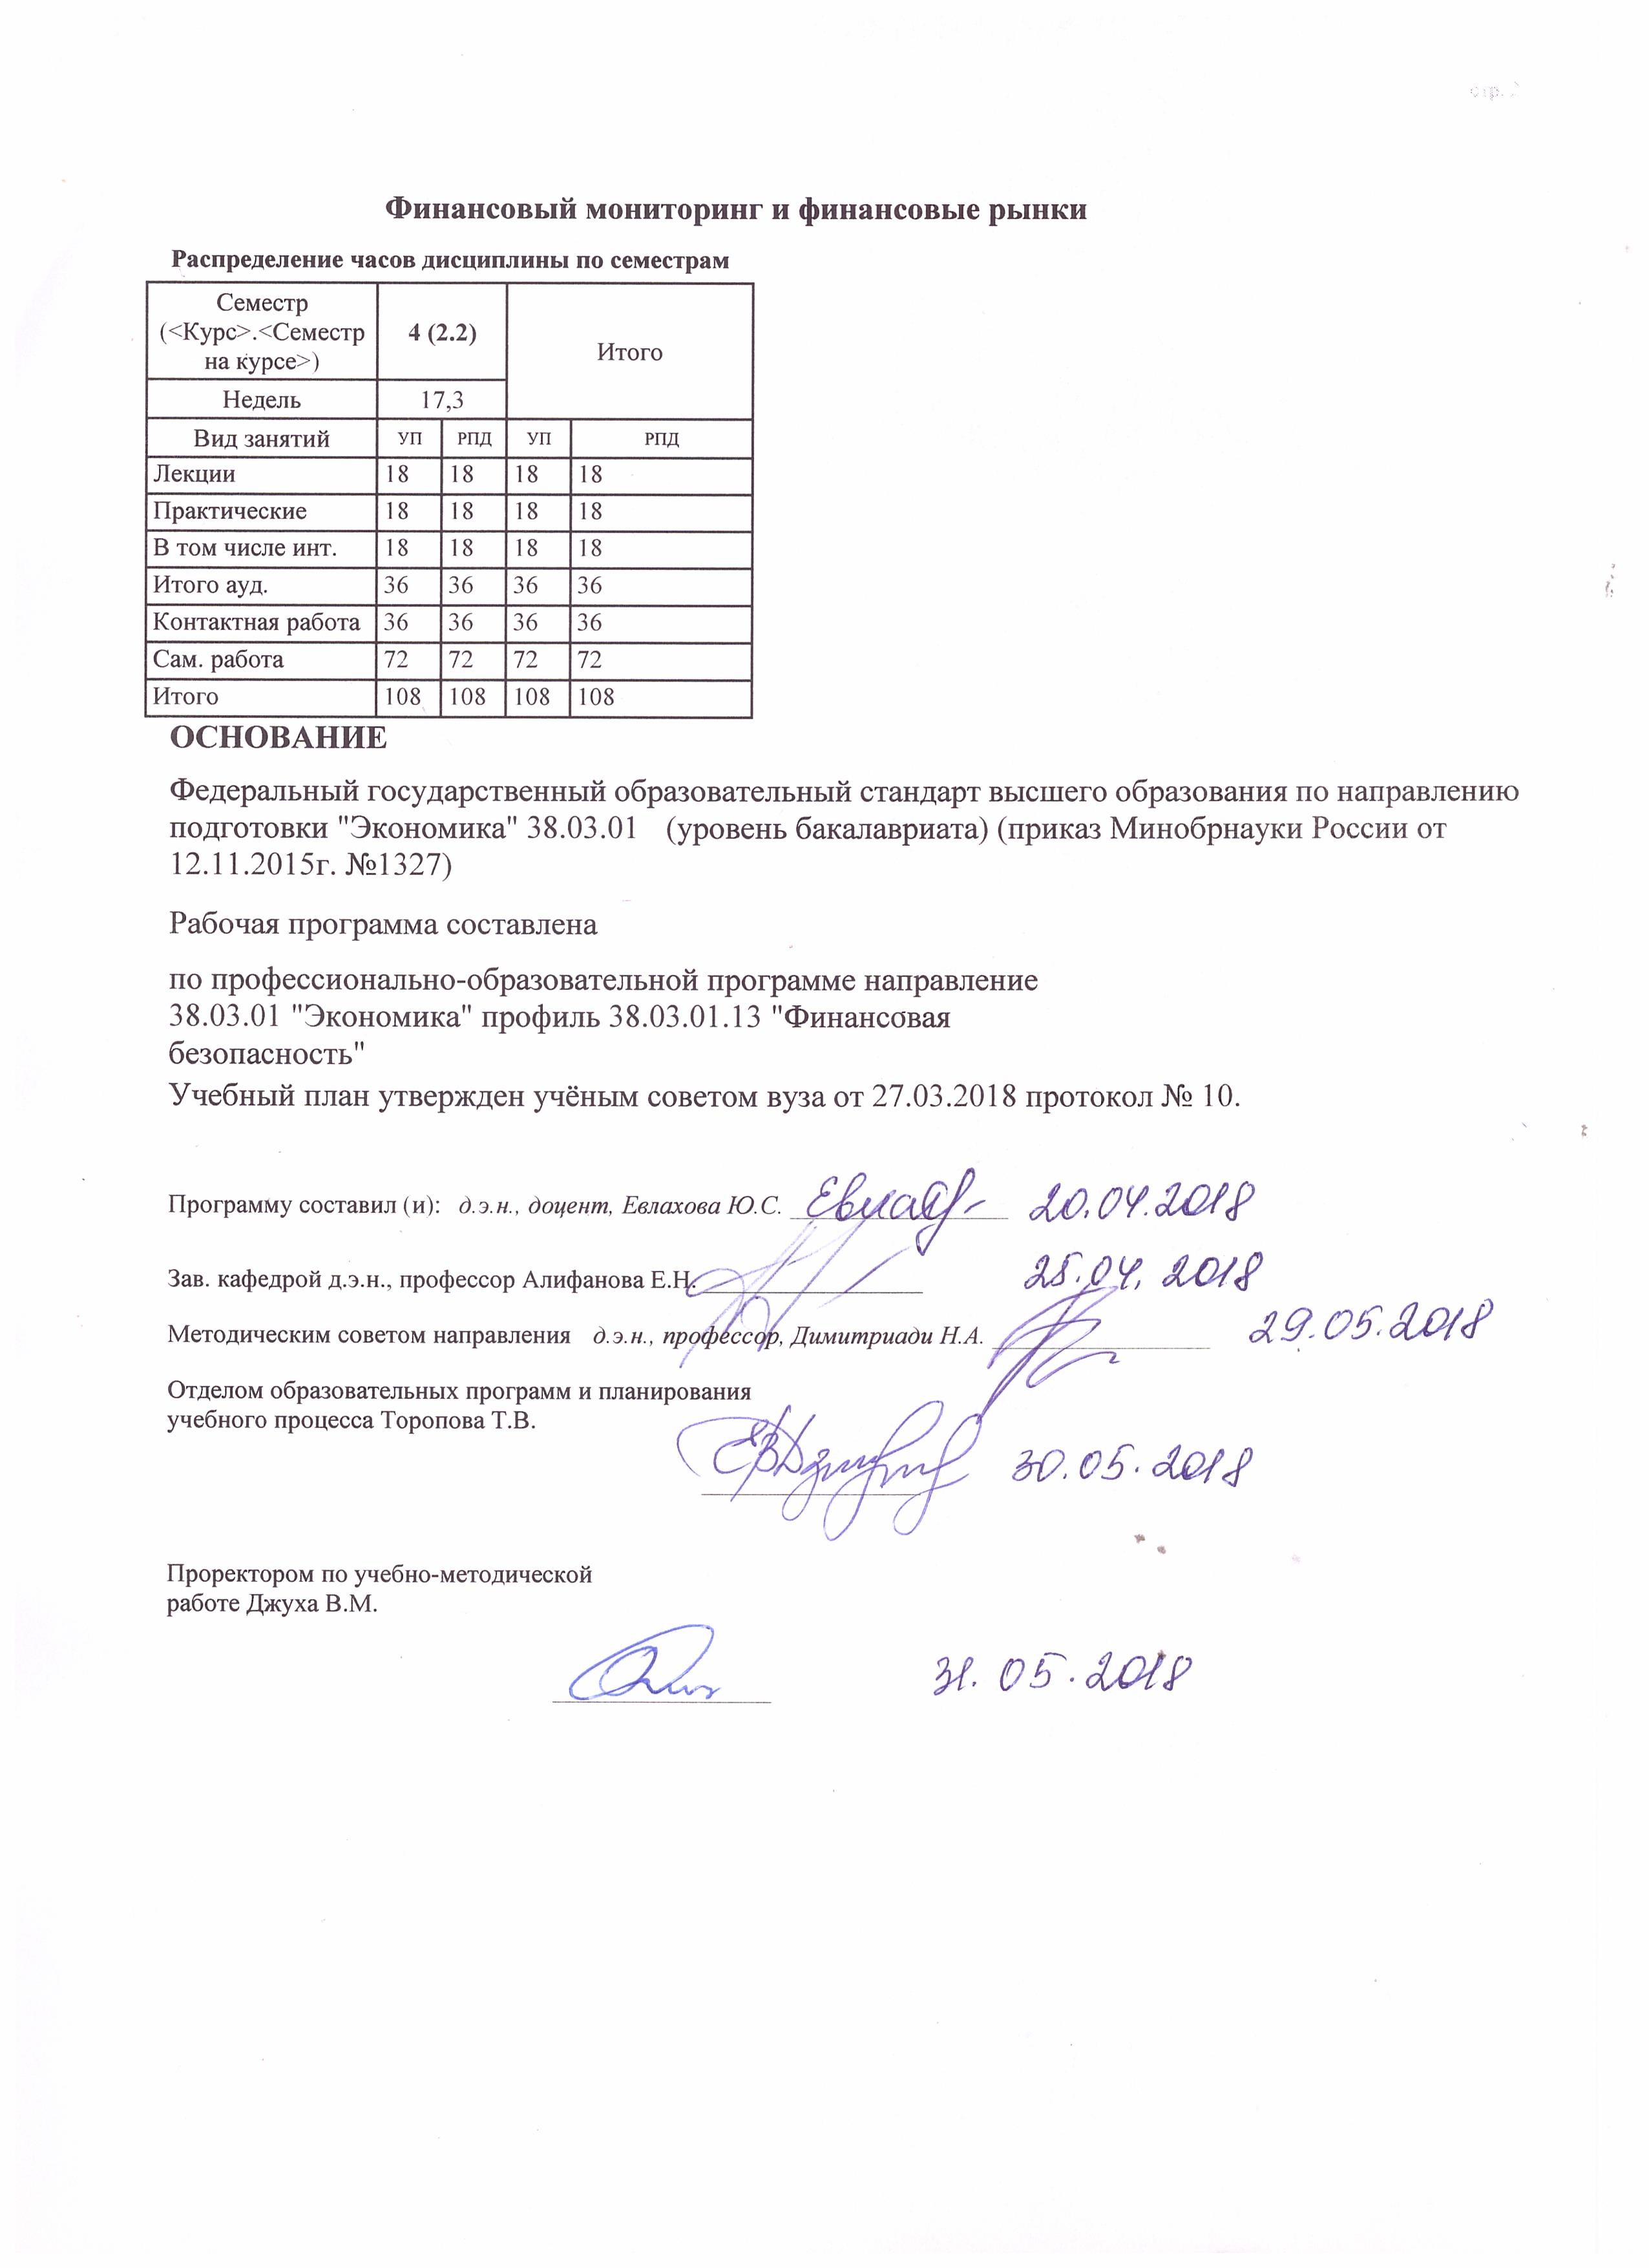 стр. 2
Финансовый мониторинг и финансовые рынки
Распределение часов дисциплины по семестрам
Семестр (<Курс>.<Семестр на курсе>) 4 (2.2) Итого
Недель 17,3
Вид занятий УП РПД УП РПД
Лекции 18 18 18 18
Практические 18 18 18 18
В том числе инт. 18 18 18 18
Итого ауд. 36 36 36 36
Контактная работа 36 36 36 36
Сам. работа 72 72 72 72
Итого 108 108 108 108
ОСНОВАНИЕ
Федеральный государственный образовательный стандарт высшего образования по направлению
подготовки "Экономика" 38.03.01 (уровень бакалавриата) (приказ Минобрнауки России от
12.11.2015г. №1327)
Рабочая программа составлена
по профессионально-образовательной программе направление
38.03.01 "Экономика" профиль 38.03.01.13 "Финансовая
безопасность"
Учебный план утвержден учёным советом вуза от 27.03.2018 протокол № 10.
Программу составил (и): д.э.н., доцент, Евлахова Ю.С. 20.04.2018
Зав. кафедрой д.э.н., профессор Алифанова Е.Н. 25.04.2018
Методическим советом направления д.э.н., профессор, Димитриади Н.А. 29.05.2018
Отделом образовательных программ и планирования
учебного процесса Торопова Т.В.
30.05.2018
Проректором по учебно-методической
работе Джуха В.М.
31.05.2018